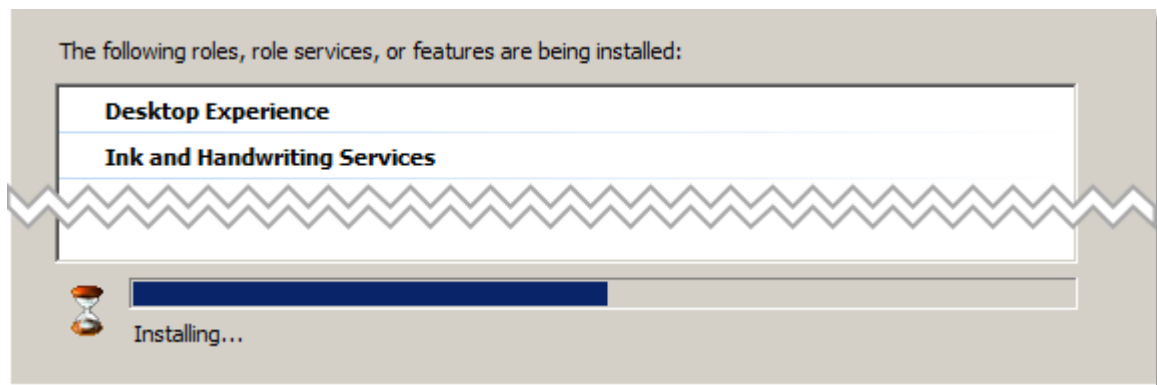 The following roles, role services, or features are being installed:
Desktop Experience
Ink and Handwriting Services
Installing...